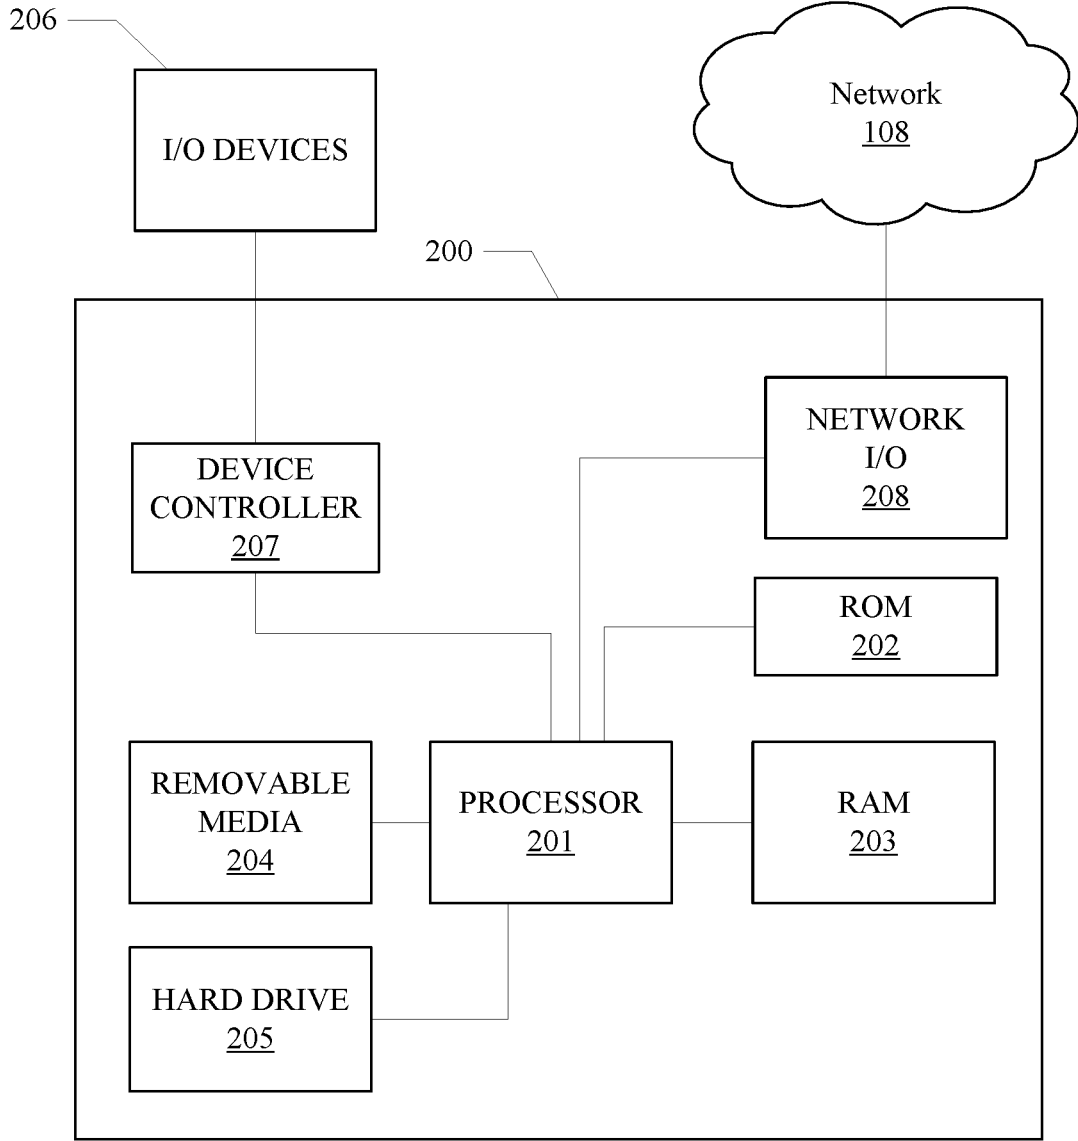 206
I/O DEVICES
Network
108
200
NETWORK
I/O
208
DEVICE
CONTROLLER
207
ROM
202
REMOVABLE
MEDIA
204
PROCESSOR
201
RAM
203
HARD DRIVE
205